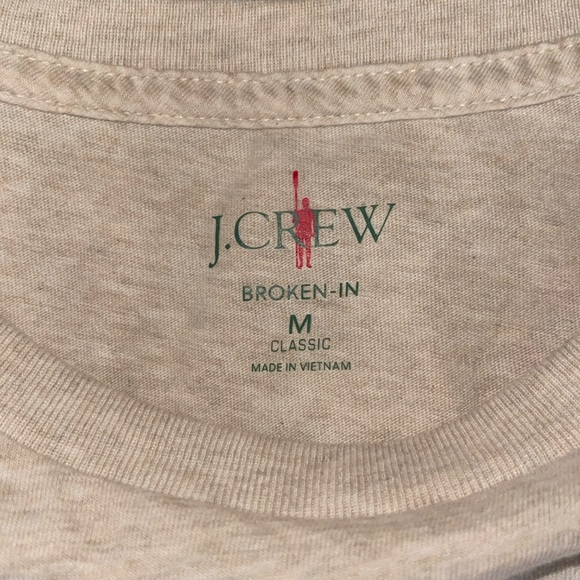 J.CREW
BROKEN-IN
M
CLASSIC
MADE IN VIETNAM